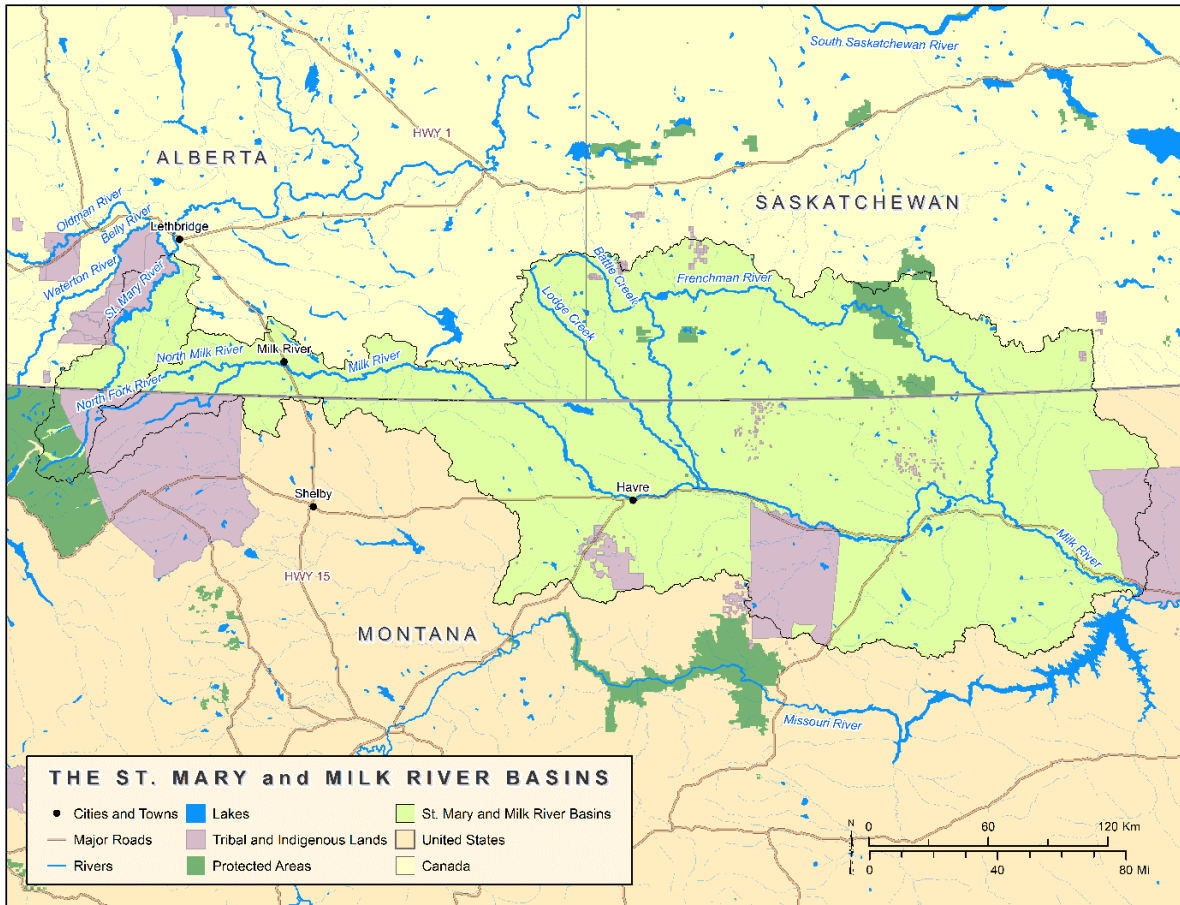 South Saskatchewan River
HWY 1
ALBERTA
SASKATCHEWAN
Oldman River
Belly River
Lethbridge
Waterton River
St. Mary River
Battle Creek
Frenchman River
Lodge Creek
North Milk River
Milk River
Milk River
North Fork River
Havre
Shelby
Milk River
HWY 15
MONTANA
Missouri River
THE ST. MARY and MILK RIVER BASINS
Cities and Towns
Lakes
St. Mary and Milk River Basins
Major Roads
Tribal and Indigenous Lands
United States
Rivers
Protected Areas
Canada
N
0 60 120 Km
0 40 80 Mi